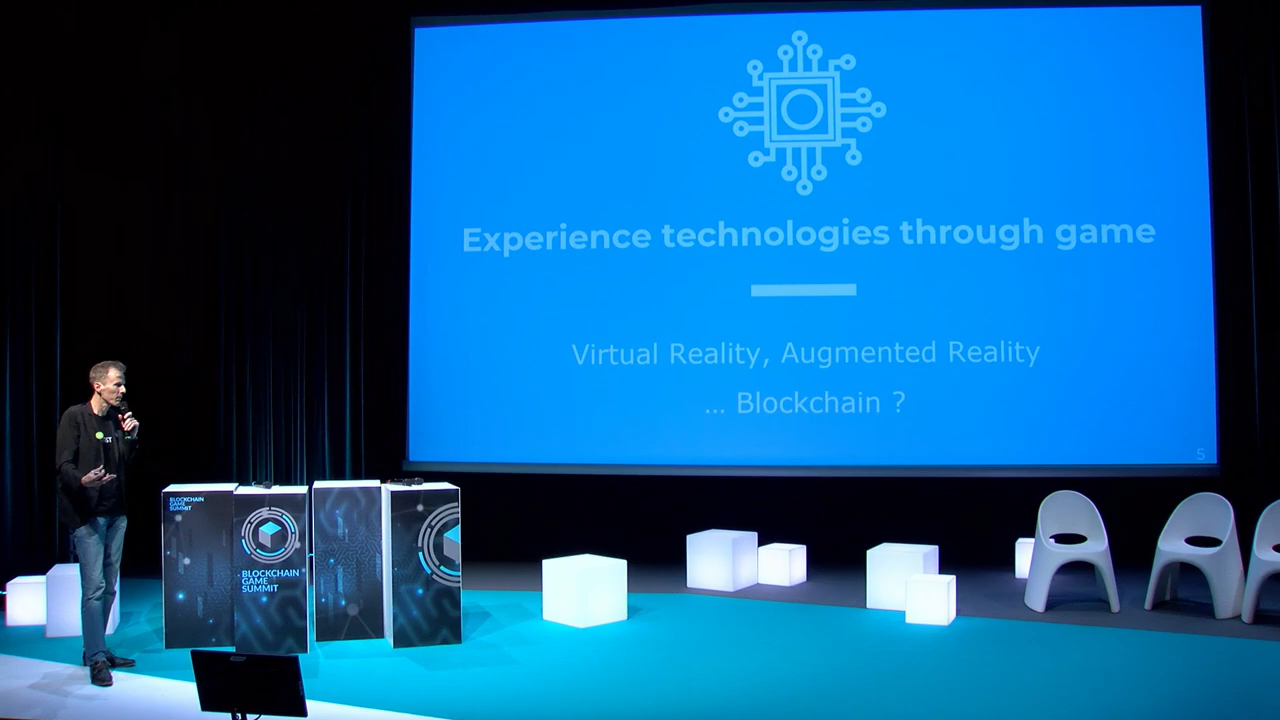 Experience technologies through game
Virtual Reality, Augmented Reality
... Blockchain ?
5
BLOCKCHAIN
GAME
SUMMIT
BLOCKCHAIN
GAME
SUMMIT